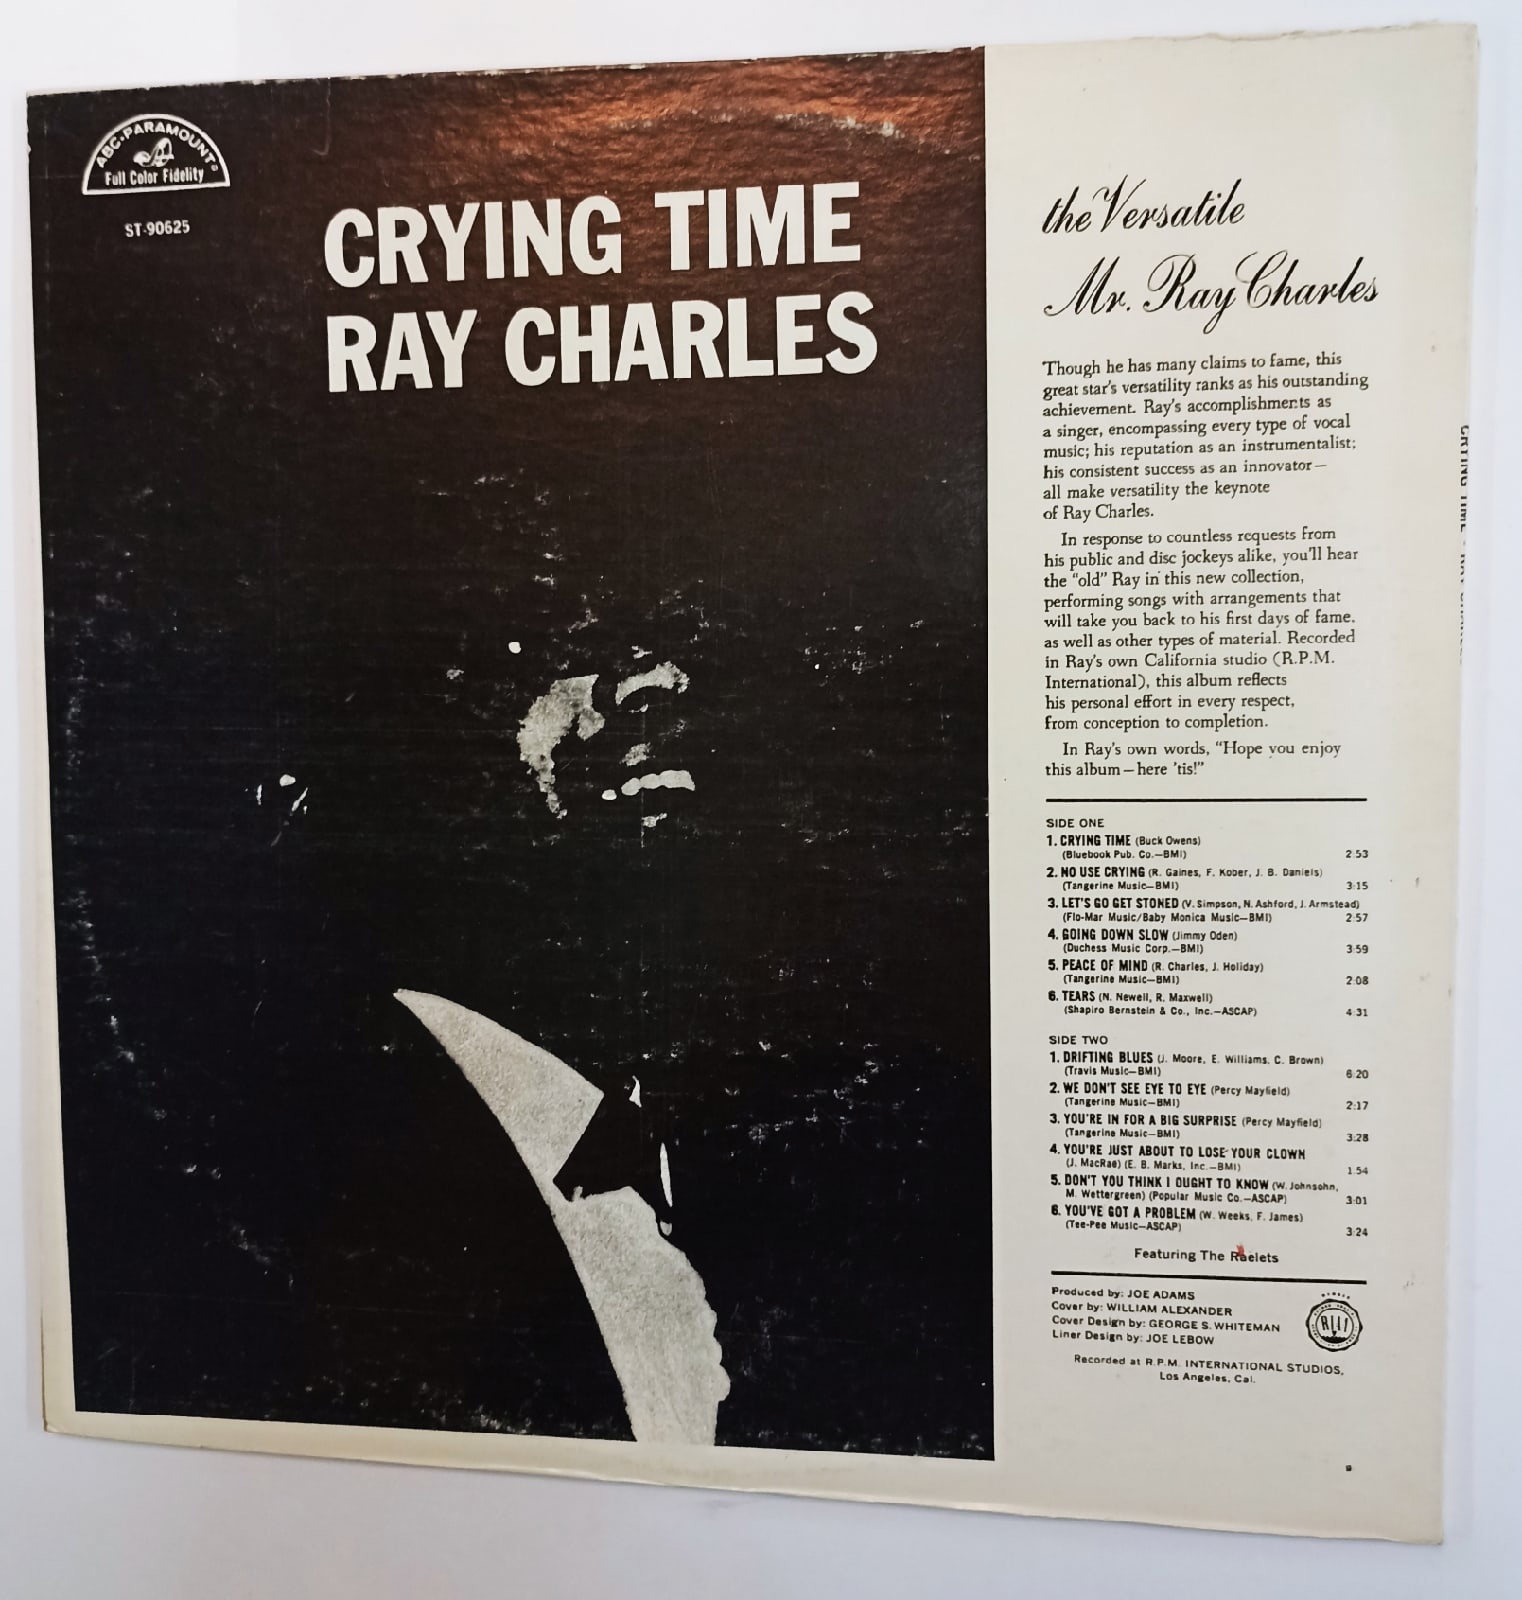 ABC-PARAMOUNT
Full Color Fidelity
ST-90625
CRYING TIME
RAY CHARLES
the Versatile
Mr. Ray Charles
Though he has many claims to fame, this
great star's versatility ranks as his outstanding
achievement. Ray's accomplishments as
a singer, encompassing every type of vocal
music; his reputation as an instrumentalist;
his consistent success as an innovator—
all make versatility the keynote
of Ray Charles.
In response to countless requests from
his public and disc jockeys alike, you'll hear
the "old" Ray in this new collection,
performing songs with arrangements that
will take you back to his first days of fame,
as well as other types of material. Recorded
in Ray's own California studio (R.P.M.
International), this album reflects
his personal effort in every respect,
from conception to completion.
In Ray's own words, "Hope you enjoy
this album—here 'tis!"
SIDE ONE
1. CRYING TIME (Buck Owens)
(Bluebook Pub. Co.—BMI) 2:53
2. NO USE CRYING (R. Gaines, F. Kober, J. B. Daniels)
(Tangerine Music—BMI) 3:15
3. LET'S GO GET STONED (V. Simpson, N. Ashford, J. Armstead)
(Flo-Mar Music/Baby Monica Music—BMI) 2:57
4. GOING DOWN SLOW (Jimmy Oden)
(Duchess Music Corp.—BMI) 3:59
5. PEACE OF MIND (R. Charles, J. Holiday)
(Tangerine Music—BMI) 2:08
6. TEARS (N. Newell, R. Maxwell)
(Shapiro Bernstein & Co., Inc.—ASCAP) 4:31
SIDE TWO
1. DRIFTING BLUES (J. Moore, E. Williams, C. Brown)
(Travis Music—BMI) 6:20
2. WE DON'T SEE EYE TO EYE (Percy Mayfield)
(Tangerine Music—BMI) 2:17
3. YOU'RE IN FOR A BIG SURPRISE (Percy Mayfield)
(Tangerine Music—BMI) 3:28
4. YOU'RE JUST ABOUT TO LOSE YOUR CLOWN
(J. MacRae) (E. B. Marks, Inc.—BMI) 1:54
5. DON'T YOU THINK I OUGHT TO KNOW (W. Johnsohn,
M. Wettergreen) (Popular Music Co.—ASCAP) 3:01
6. YOU'VE GOT A PROBLEM (W. Weeks, F. James)
(Tee-Pee Music—ASCAP) 3:24
Featuring The Raelets
Produced by: JOE ADAMS
Cover by: WILLIAM ALEXANDER
Cover Design by: GEORGE S. WHITEMAN
Liner Design by: JOE LEBOW
Recorded at R.P.M. INTERNATIONAL STUDIOS,
Los Angeles, Cal.
CRYING TIME